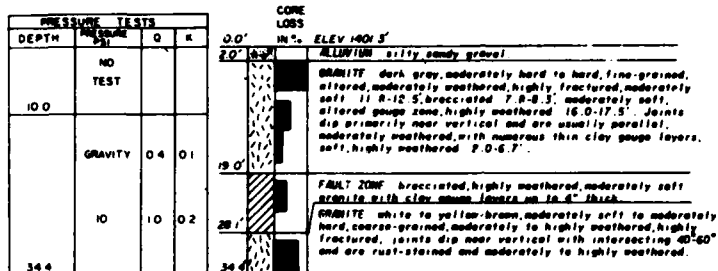 PRESSURE TESTS
DEPTH PRESSURE PSI Q K
NO TEST
10.0
GRAVITY 0.4 0.1
10 1.0 0.2
34.4
CORE LOSS IN %
0.0' ELEV 1401.5'
2.0' ALLUVIUM silty sandy gravel
GRANITE dark gray, moderately hard to hard, fine-grained,
altered, moderately weathered, highly fractured, moderately
soft 11.8-12.5', brecciated 7.8-8.5', moderately soft,
altered gouge zone, highly weathered 16.0-17.5'. Joints
dip primarily near vertical and are usually parallel,
moderately weathered, with numerous thin clay gouge layers,
soft, highly weathered 2.0-6.7'.
19.0'
FAULT ZONE brecciated, highly weathered, moderately soft
granite with clay gouge layers up to 6" thick.
28.1'
GRANITE white to yellow-brown, moderately soft to moderately
hard, coarse-grained, moderately to highly weathered, highly
fractured, joints dip near vertical with intersecting 40-60°
and are rust-stained and moderately to highly weathered.
34.4'